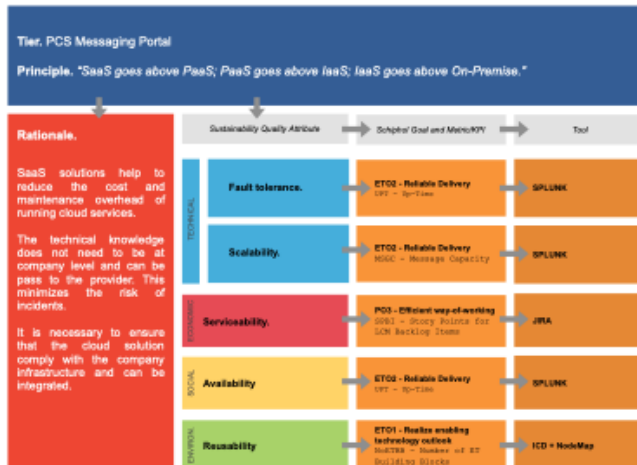 Tier. PCS Messaging Portal
Principle. "SaaS goes above PaaS; PaaS goes above IaaS; IaaS goes above On-Premise."
Rationale.
SaaS solutions help to
reduce the cost and
maintenance overhead of
running cloud services.
The technical knowledge
does not need to be at
company level and can be
pass to the provider. This
minimizes the risk of
incidents.
It is necessary to ensure
that the cloud solution
comply with the company
infrastructure and can be
integrated.
Sustainability Quality Attribute
Schiphol Goal and Metric/KPI
Tool
TECHNICAL
Fault tolerance.
ETO2 - Reliable Delivery
UPT - Up-Time
SPLUNK
Scalability.
ETO2 - Reliable Delivery
MSGC - Message Capacity
SPLUNK
ECONOMIC
Serviceability.
PO3 - Efficient way-of-working
SPBI - Story Points for
LCM Backlog Items
JIRA
SOCIAL
Availability
ETO2 - Reliable Delivery
UPT - Up-Time
SPLUNK
ENVIRON.
Reusability
ETO1 - Realize enabling
technology outlook
- Number of ET
Building Blocks
ICD + NodeMap